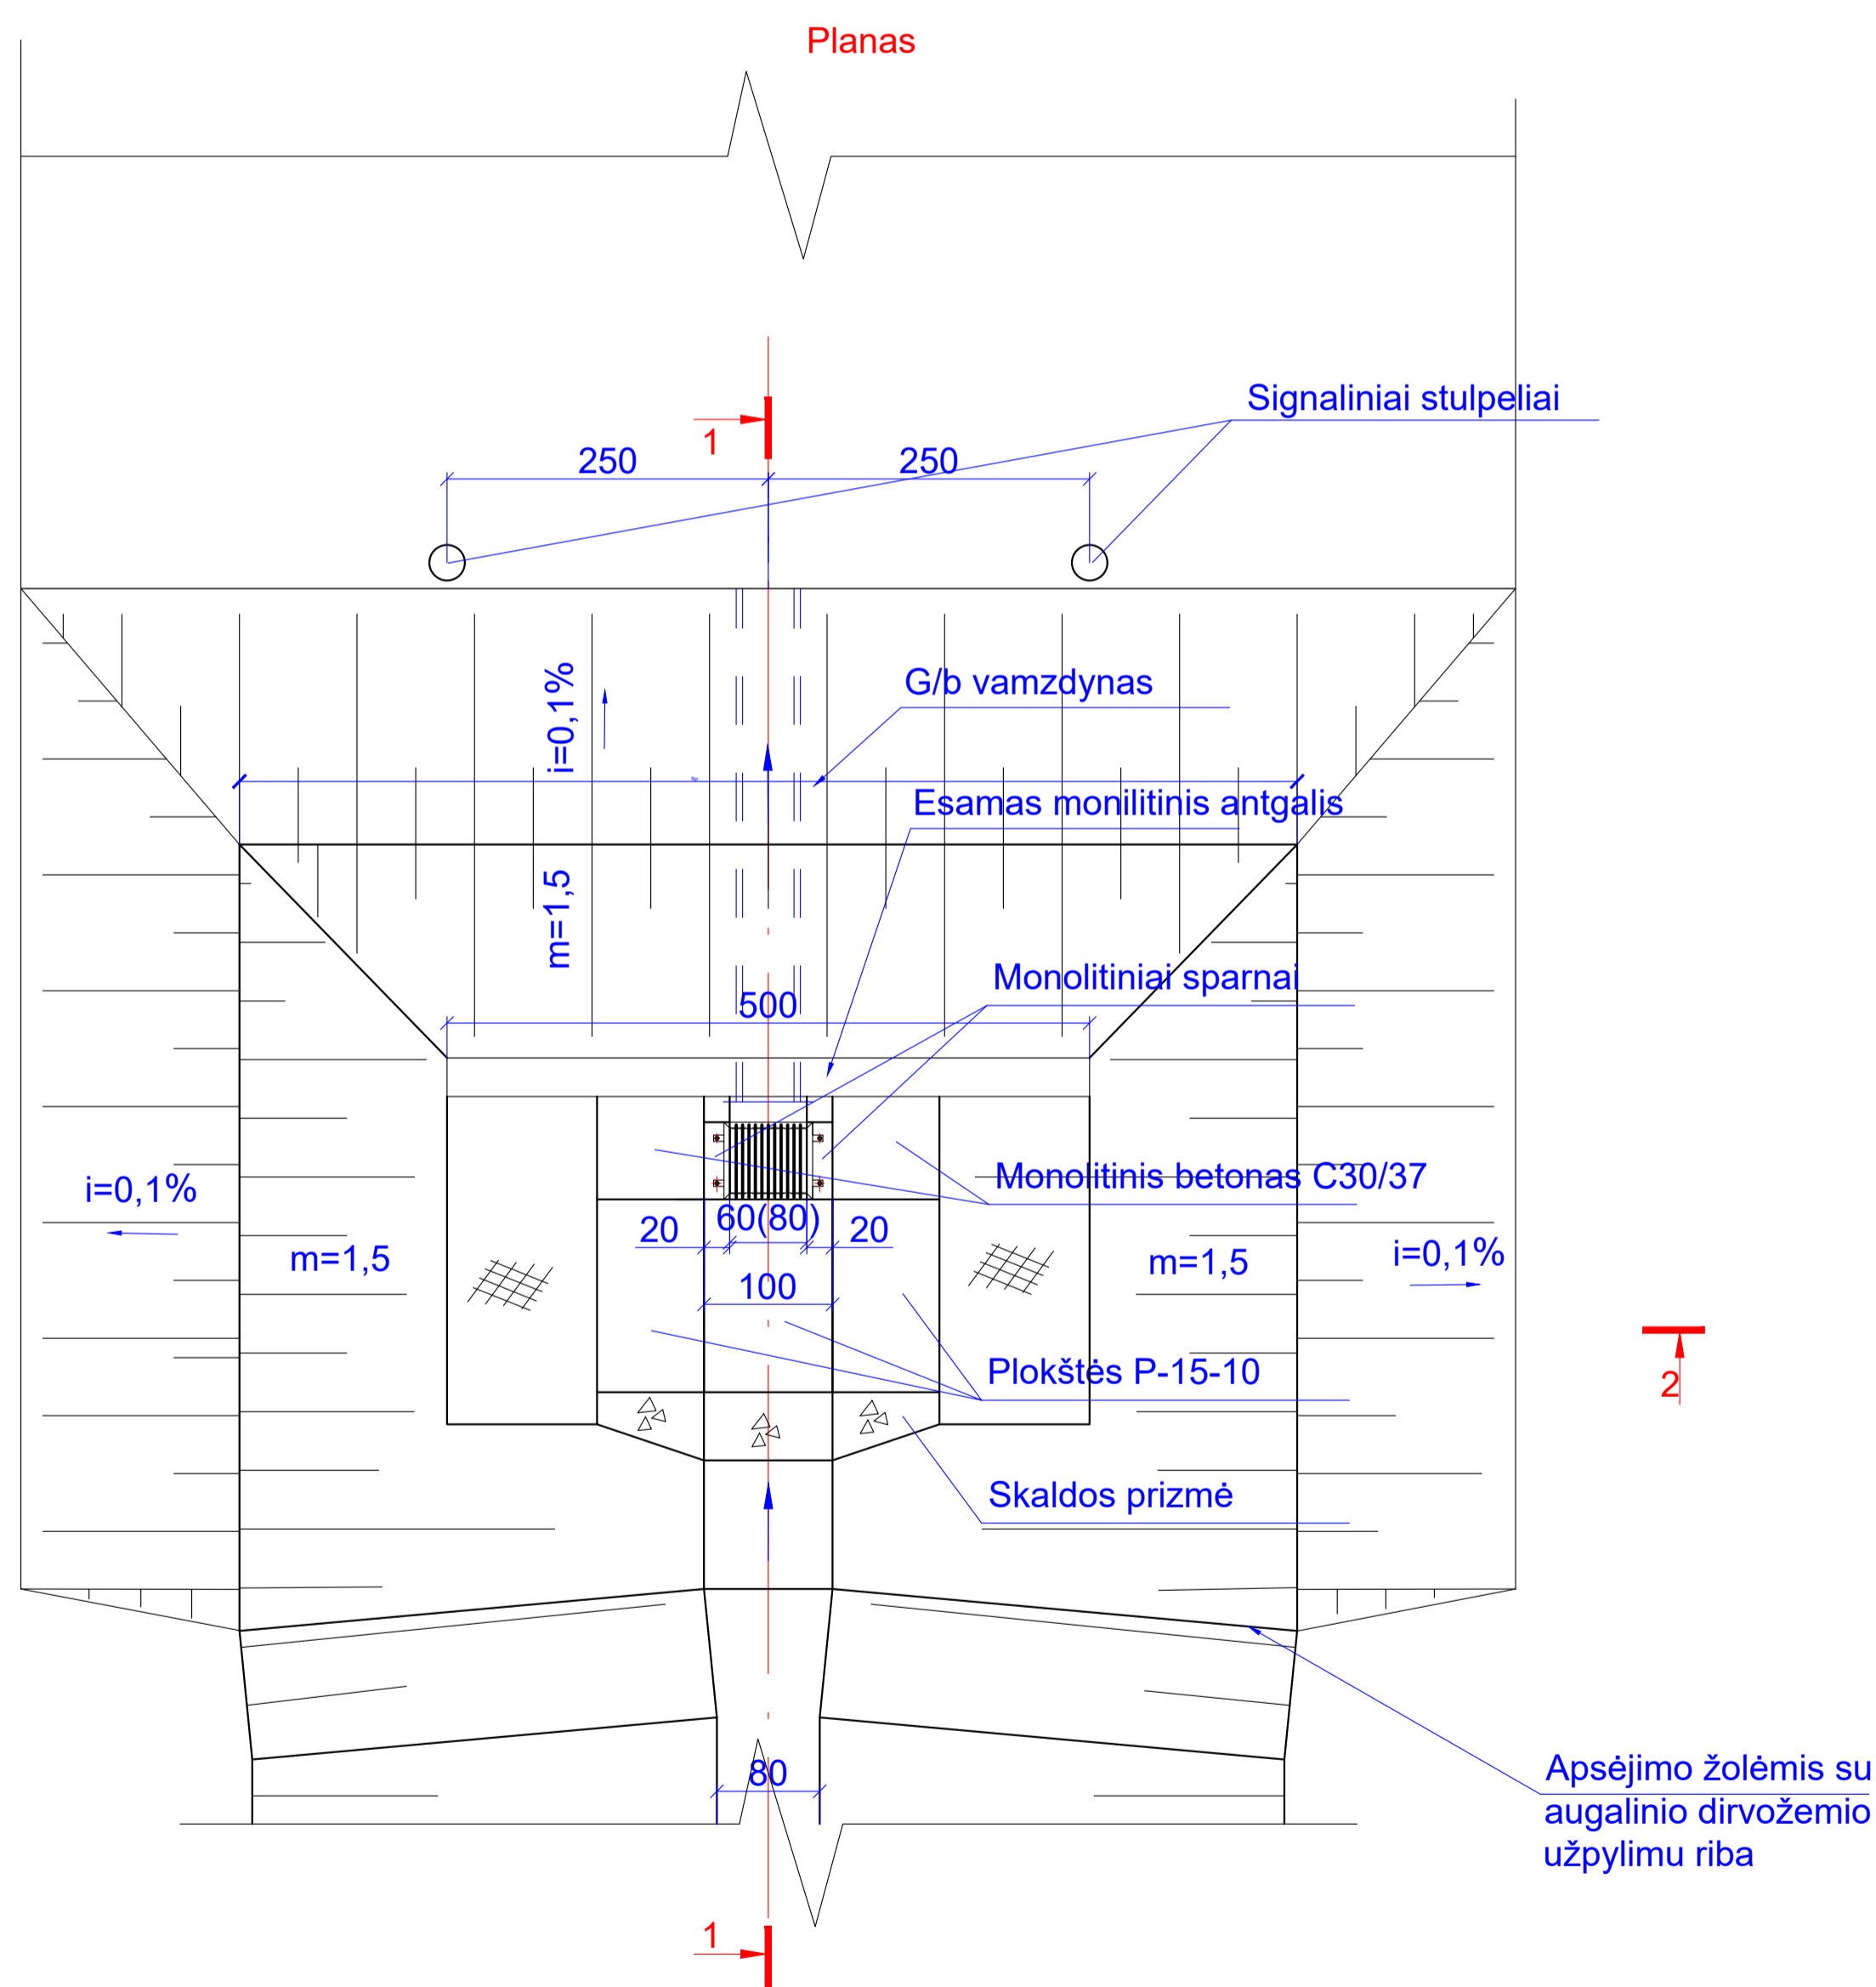 Planas
Signaliniai stulpeliai
1
250
250
G/b vamzdynas
i=0,1%
Esamas monilitinis antgalis
m=1,5
Monolitiniai sparnai
500
Monolitinis betonas C30/37
i=0,1%
20
60(80)
20
m=1,5
m=1,5
i=0,1%
100
Plokštės P-15-10
2
Skaldos prizmė
80
Apsėjimo žolėmis su
augalinio dirvožemio
užpylimu riba
1